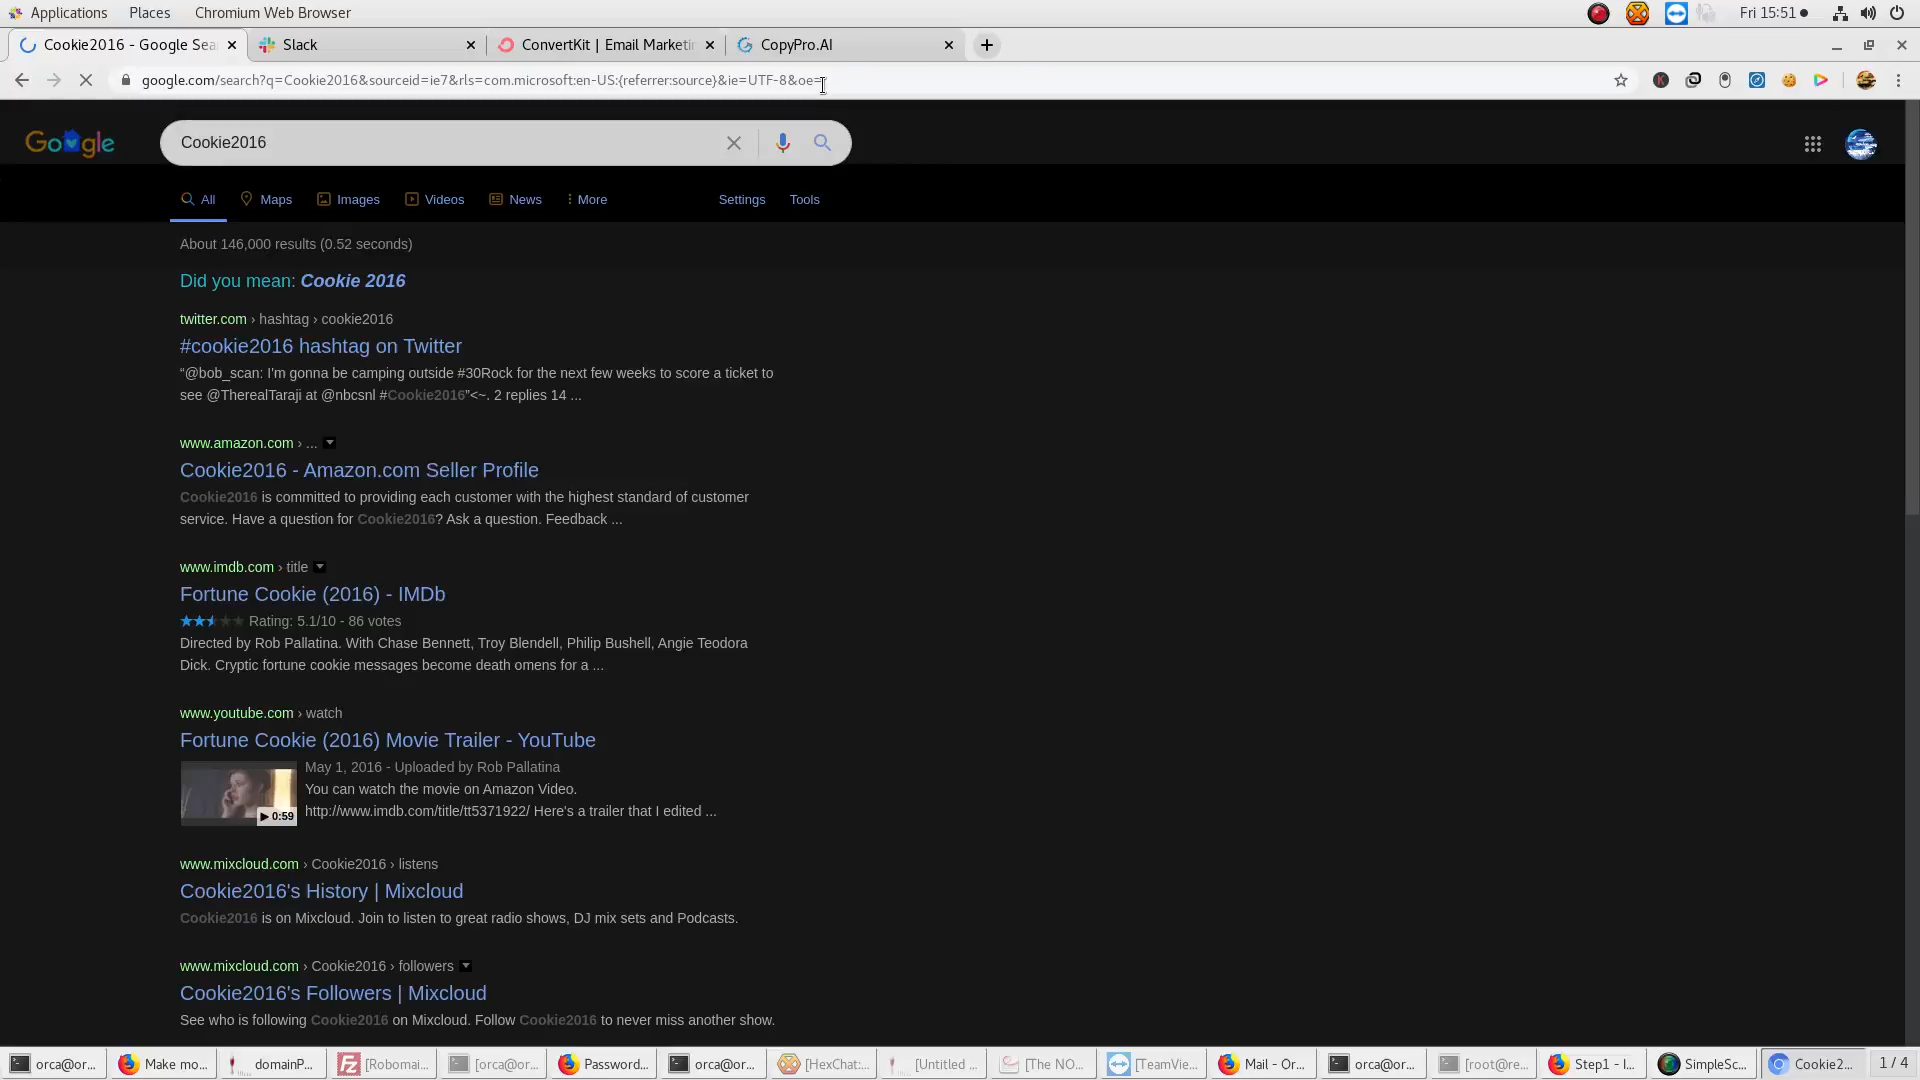 Applications Places Chromium Web Browser Fri 15:51
Cookie2016 - Google Sea Slack ConvertKit | Email Marketin CopyPro.AI
google.com/search?q=Cookie2016&sourceid=ie7&rls=com.microsoft:en-US:{referrer:source}&ie=UTF-8&oe=
Google Cookie2016
All Maps Images Videos News More Settings Tools
About 146,000 results (0.52 seconds)
Did you mean: Cookie 2016
twitter.com › hashtag › cookie2016
#cookie2016 hashtag on Twitter
“@bob_scan: I'm gonna be camping outside #30Rock for the next few weeks to score a ticket to
see @TherealTaraji at @nbcsnl #Cookie2016”<~. 2 replies 14 ...
www.amazon.com › ...
Cookie2016 - Amazon.com Seller Profile
Cookie2016 is committed to providing each customer with the highest standard of customer
service. Have a question for Cookie2016? Ask a question. Feedback ...
www.imdb.com › title
Fortune Cookie (2016) - IMDb
Rating: 5.1/10 - 86 votes
Directed by Rob Pallatina. With Chase Bennett, Troy Blendell, Philip Bushell, Angie Teodora
Dick. Cryptic fortune cookie messages become death omens for a ...
www.youtube.com › watch
Fortune Cookie (2016) Movie Trailer - YouTube
May 1, 2016 - Uploaded by Rob Pallatina
You can watch the movie on Amazon Video.
http://www.imdb.com/title/tt5371922/ Here's a trailer that I edited ...
0:59
www.mixcloud.com › Cookie2016 › listens
Cookie2016's History | Mixcloud
Cookie2016 is on Mixcloud. Join to listen to great radio shows, DJ mix sets and Podcasts.
www.mixcloud.com › Cookie2016 › followers
Cookie2016's Followers | Mixcloud
See who is following Cookie2016 on Mixcloud. Follow Cookie2016 to never miss another show.
orca@or... Make mo... domainP... [Robomai... [orca@or... Password... orca@or... [HexChat:... [Untitled ... [The NO... [TeamVie... Mail - Or... orca@or... [root@re... Step1 - I... SimpleSc... Cookie2... 1 / 4